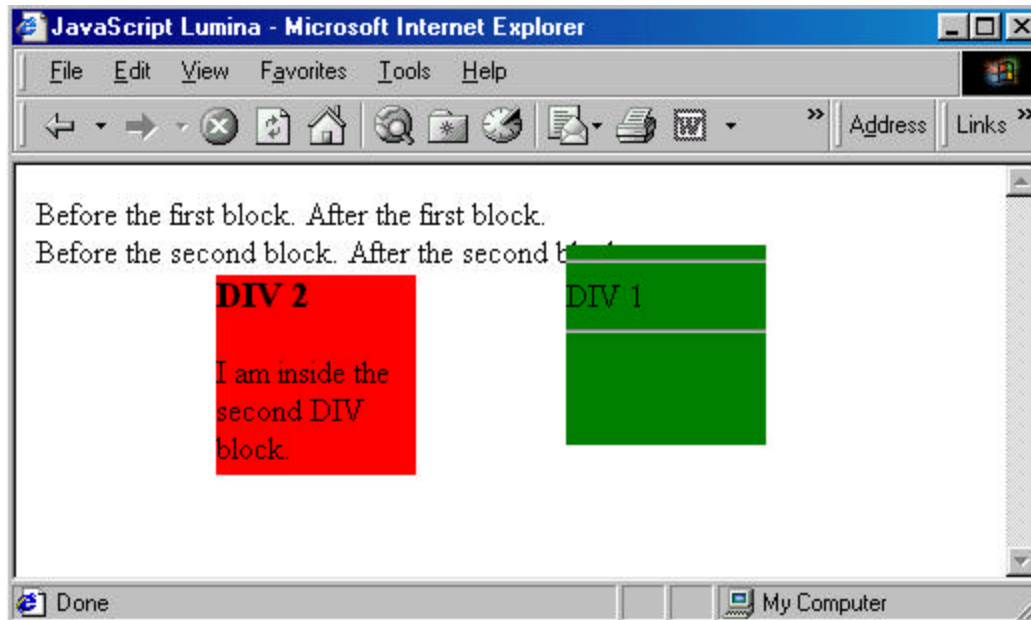 JavaScript Lumina - Microsoft Internet Explorer
File Edit View Favorites Tools Help
» Address Links »
Before the first block. After the first block.
Before the second block. After the second
DIV 2
DIV 1
I am inside the
second DIV
block.
Done
My Computer